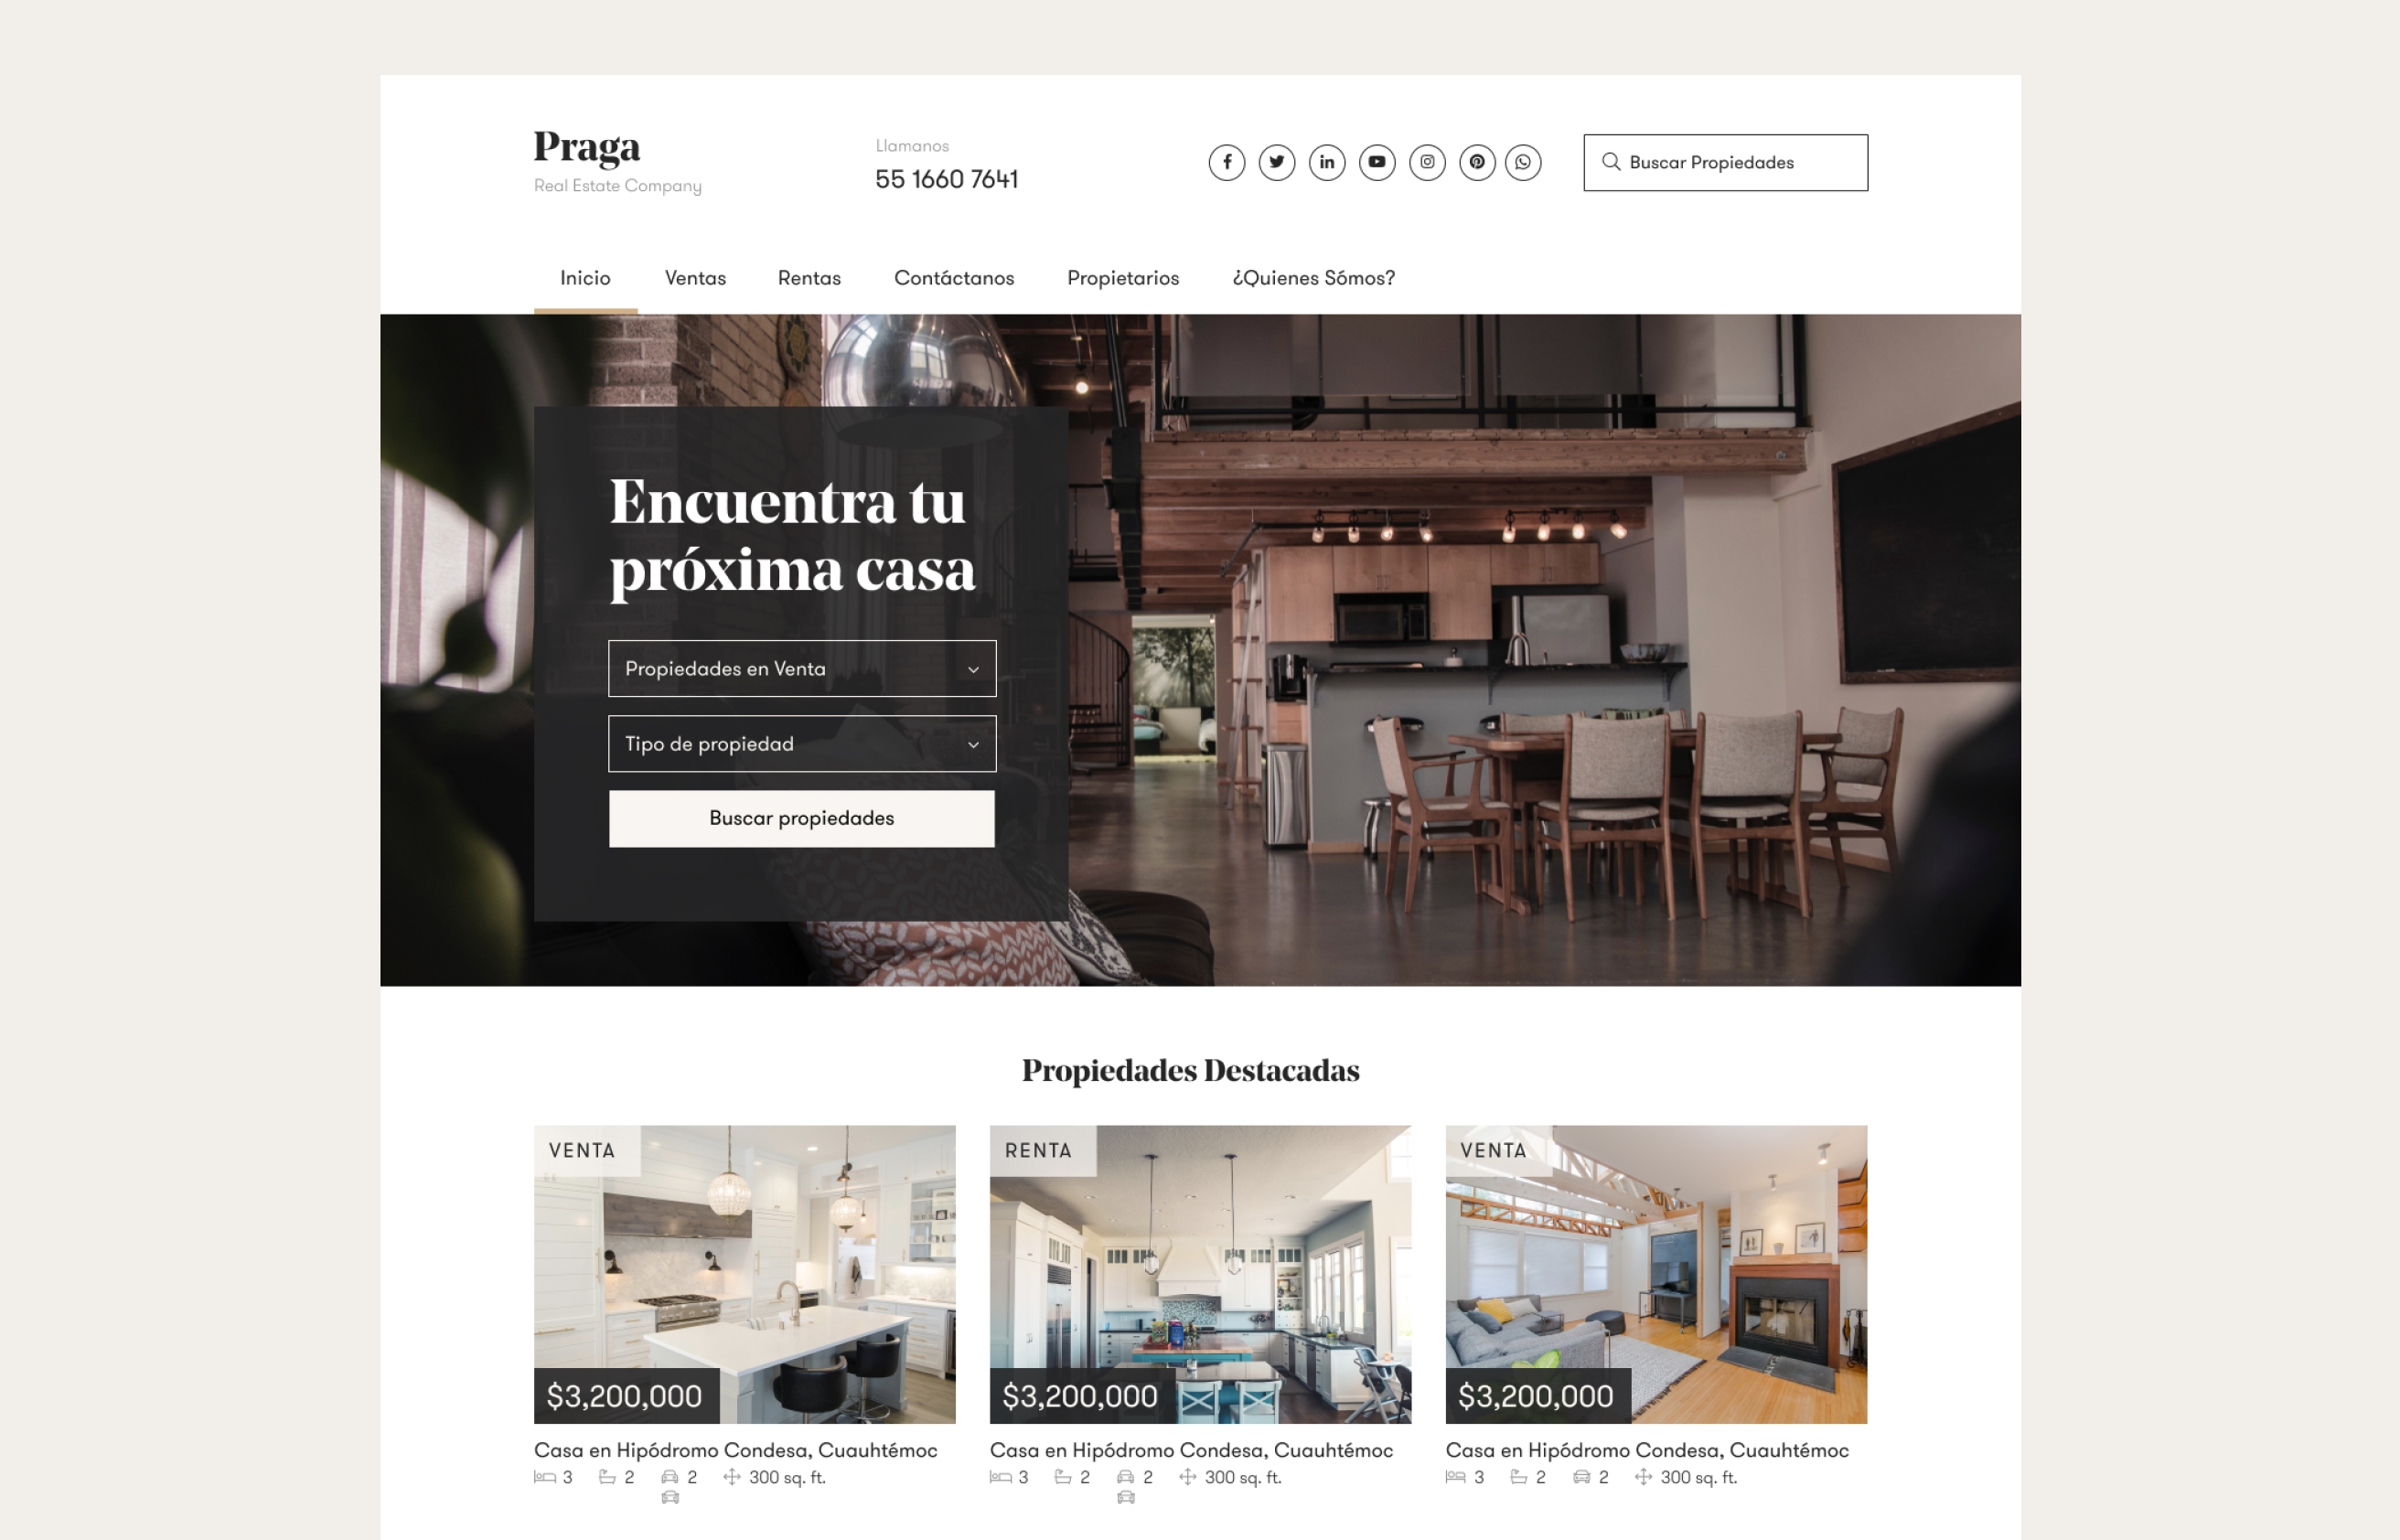 Praga
Real Estate Company
Llamanos
55 1660 7641
Buscar Propiedades
Inicio
Ventas
Rentas
Contáctanos
Propietarios
¿Quienes Sómos?
Encuentra tu
próxima casa
Propiedades en Venta
Tipo de propiedad
Buscar propiedades
Propiedades Destacadas
VENTA
$3,200,000
Casa en Hipódromo Condesa, Cuauhtémoc
3 2 2 300 sq. ft.
RENTA
$3,200,000
Casa en Hipódromo Condesa, Cuauhtémoc
3 2 2 300 sq. ft.
VENTA
$3,200,000
Casa en Hipódromo Condesa, Cuauhtémoc
3 2 2 300 sq. ft.